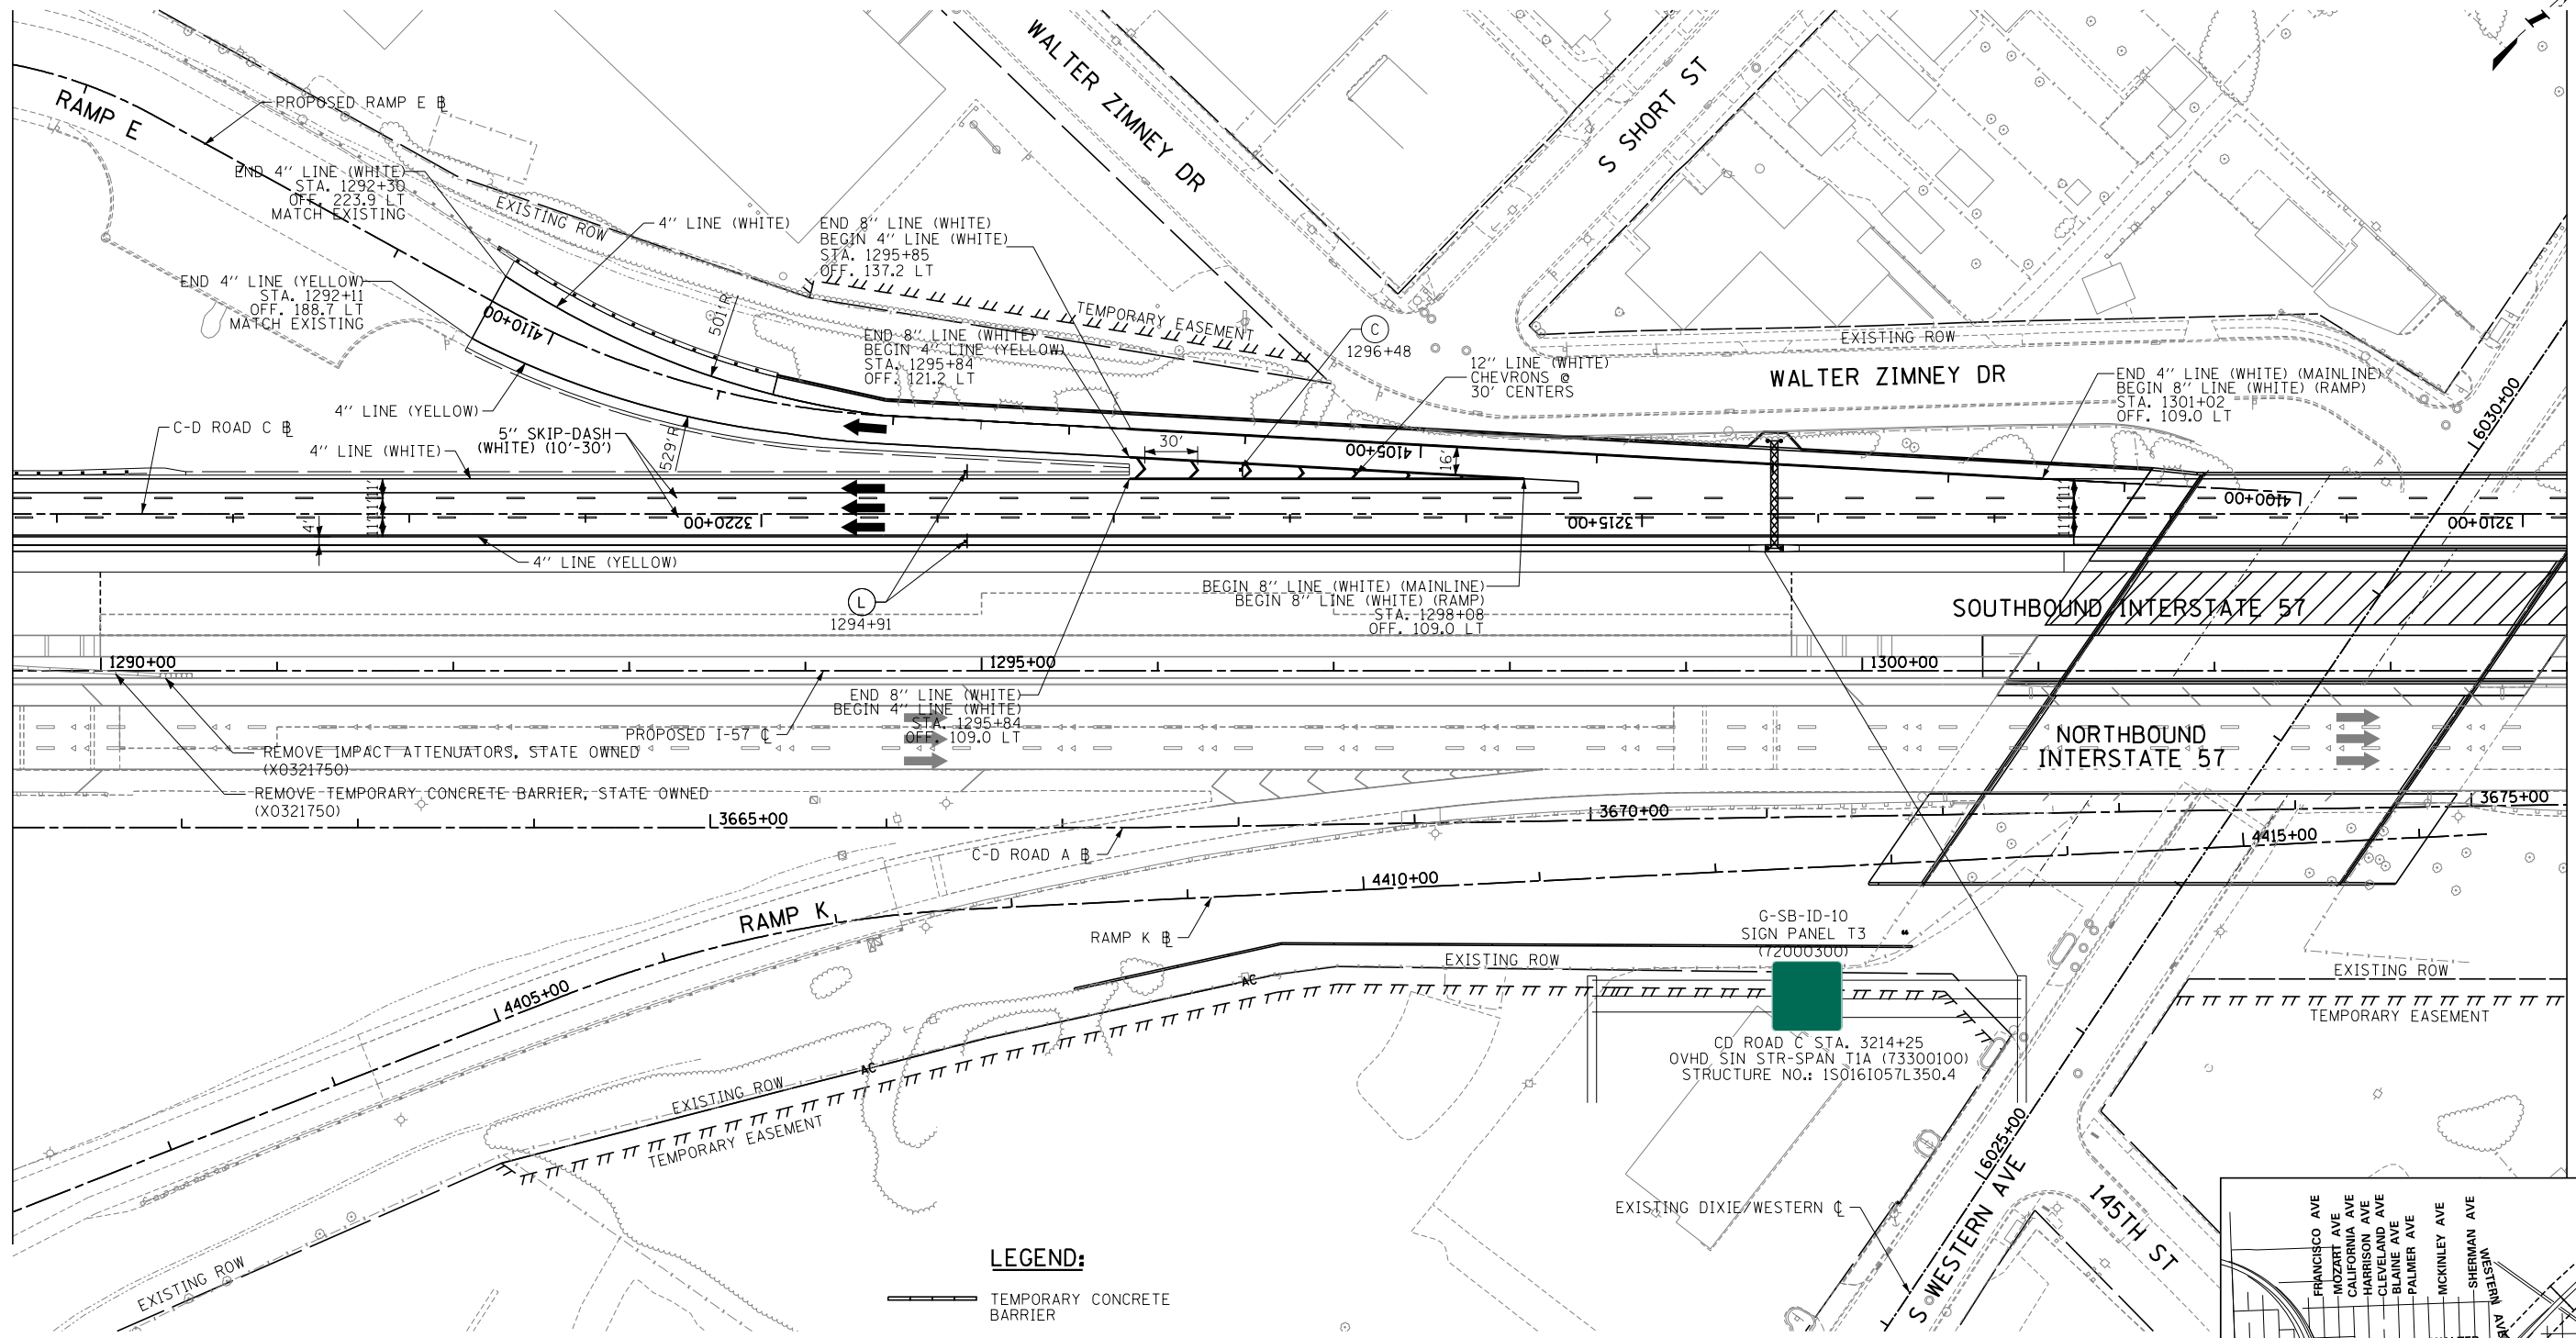 RAMP E
PROPOSED RAMP E ℄
END 4'' LINE (WHITE)
STA. 1292+30
OFF. 223.9 LT
MATCH EXISTING
EXISTING ROW
4'' LINE (WHITE)
END 8'' LINE (WHITE)
BEGIN 4'' LINE (WHITE)
STA. 1295+85
OFF. 137.2 LT
WALTER ZIMNEY DR
S SHORT ST
END 4'' LINE (YELLOW)
STA. 1292+11
OFF. 188.7 LT
MATCH EXISTING
4110+00
501'R
TEMPORARY EASEMENT
END 8'' LINE (WHITE)
BEGIN 4'' LINE (YELLOW)
STA. 1295+84
OFF. 121.2 LT
C
1296+48
12'' LINE (WHITE)
CHEVRONS @
30' CENTERS
EXISTING ROW
WALTER ZIMNEY DR
END 4'' LINE (WHITE) (MAINLINE)
BEGIN 8'' LINE (WHITE) (RAMP)
STA. 1301+02
OFF. 109.0 LT
6030+00
4'' LINE (YELLOW)
C-D ROAD C ℄
5'' SKIP-DASH
(WHITE) (10'-30')
4'' LINE (WHITE)
529'R
30'
4105+00
16'
4100+00
11'
11'
11'
4'
3220+00
3215+00
11'
11'
11'
3210+00
4'' LINE (YELLOW)
L
1294+91
BEGIN 8'' LINE (WHITE) (MAINLINE)
BEGIN 8'' LINE (WHITE) (RAMP)
STA. 1298+08
OFF. 109.0 LT
SOUTHBOUND INTERSTATE 57
1290+00
1295+00
1300+00
END 8'' LINE (WHITE)
BEGIN 4'' LINE (WHITE)
STA. 1295+84
OFF. 109.0 LT
PROPOSED I-57 ℄
NORTHBOUND
INTERSTATE 57
REMOVE IMPACT ATTENUATORS, STATE OWNED
(X0321750)
REMOVE TEMPORARY CONCRETE BARRIER, STATE OWNED
(X0321750)
3665+00
3670+00
3675+00
C-D ROAD A ℄
4410+00
4415+00
RAMP K
RAMP K ℄
G-SB-ID-10
SIGN PANEL T3
(72000300)
EXISTING ROW
EXISTING ROW
TEMPORARY EASEMENT
4405+00
AC
AC
CD ROAD C STA. 3214+25
OVHD SIN STR-SPAN T1A (73300100)
STRUCTURE NO.: 1S016I057L350.4
EXISTING ROW
TEMPORARY EASEMENT
6025+00
EXISTING DIXIE/WESTERN ℄
S WESTERN AVE
145TH ST
EXISTING ROW
LEGEND:
TEMPORARY CONCRETE
BARRIER
FRANCISCO AVE
MOZART AVE
CALIFORNIA AVE
HARRISON AVE
CLEVELAND AVE
BLAINE AVE
PALMER AVE
MCKINLEY AVE
SHERMAN AVE
WESTERN AVE